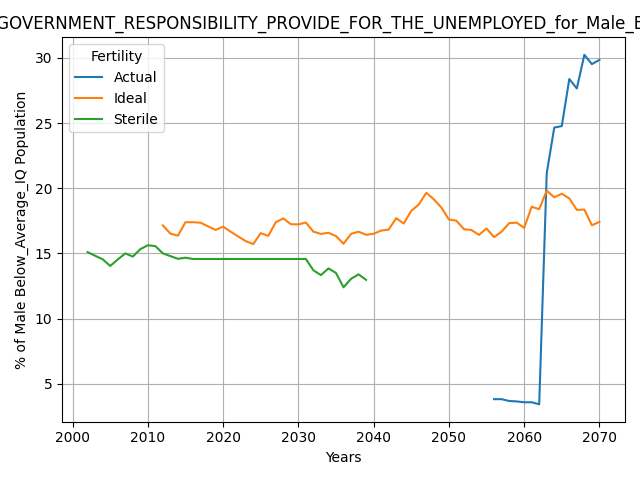 GOVERNMENT_RESPONSIBILITY_PROVIDE_FOR_THE_UNEMPLOYED_for_Male_B
Fertility
Actual
Ideal
Sterile
% of Male Below_Average_IQ Population
30
25
20
15
10
5
2000 2010 2020 2030 2040 2050 2060 2070
Years